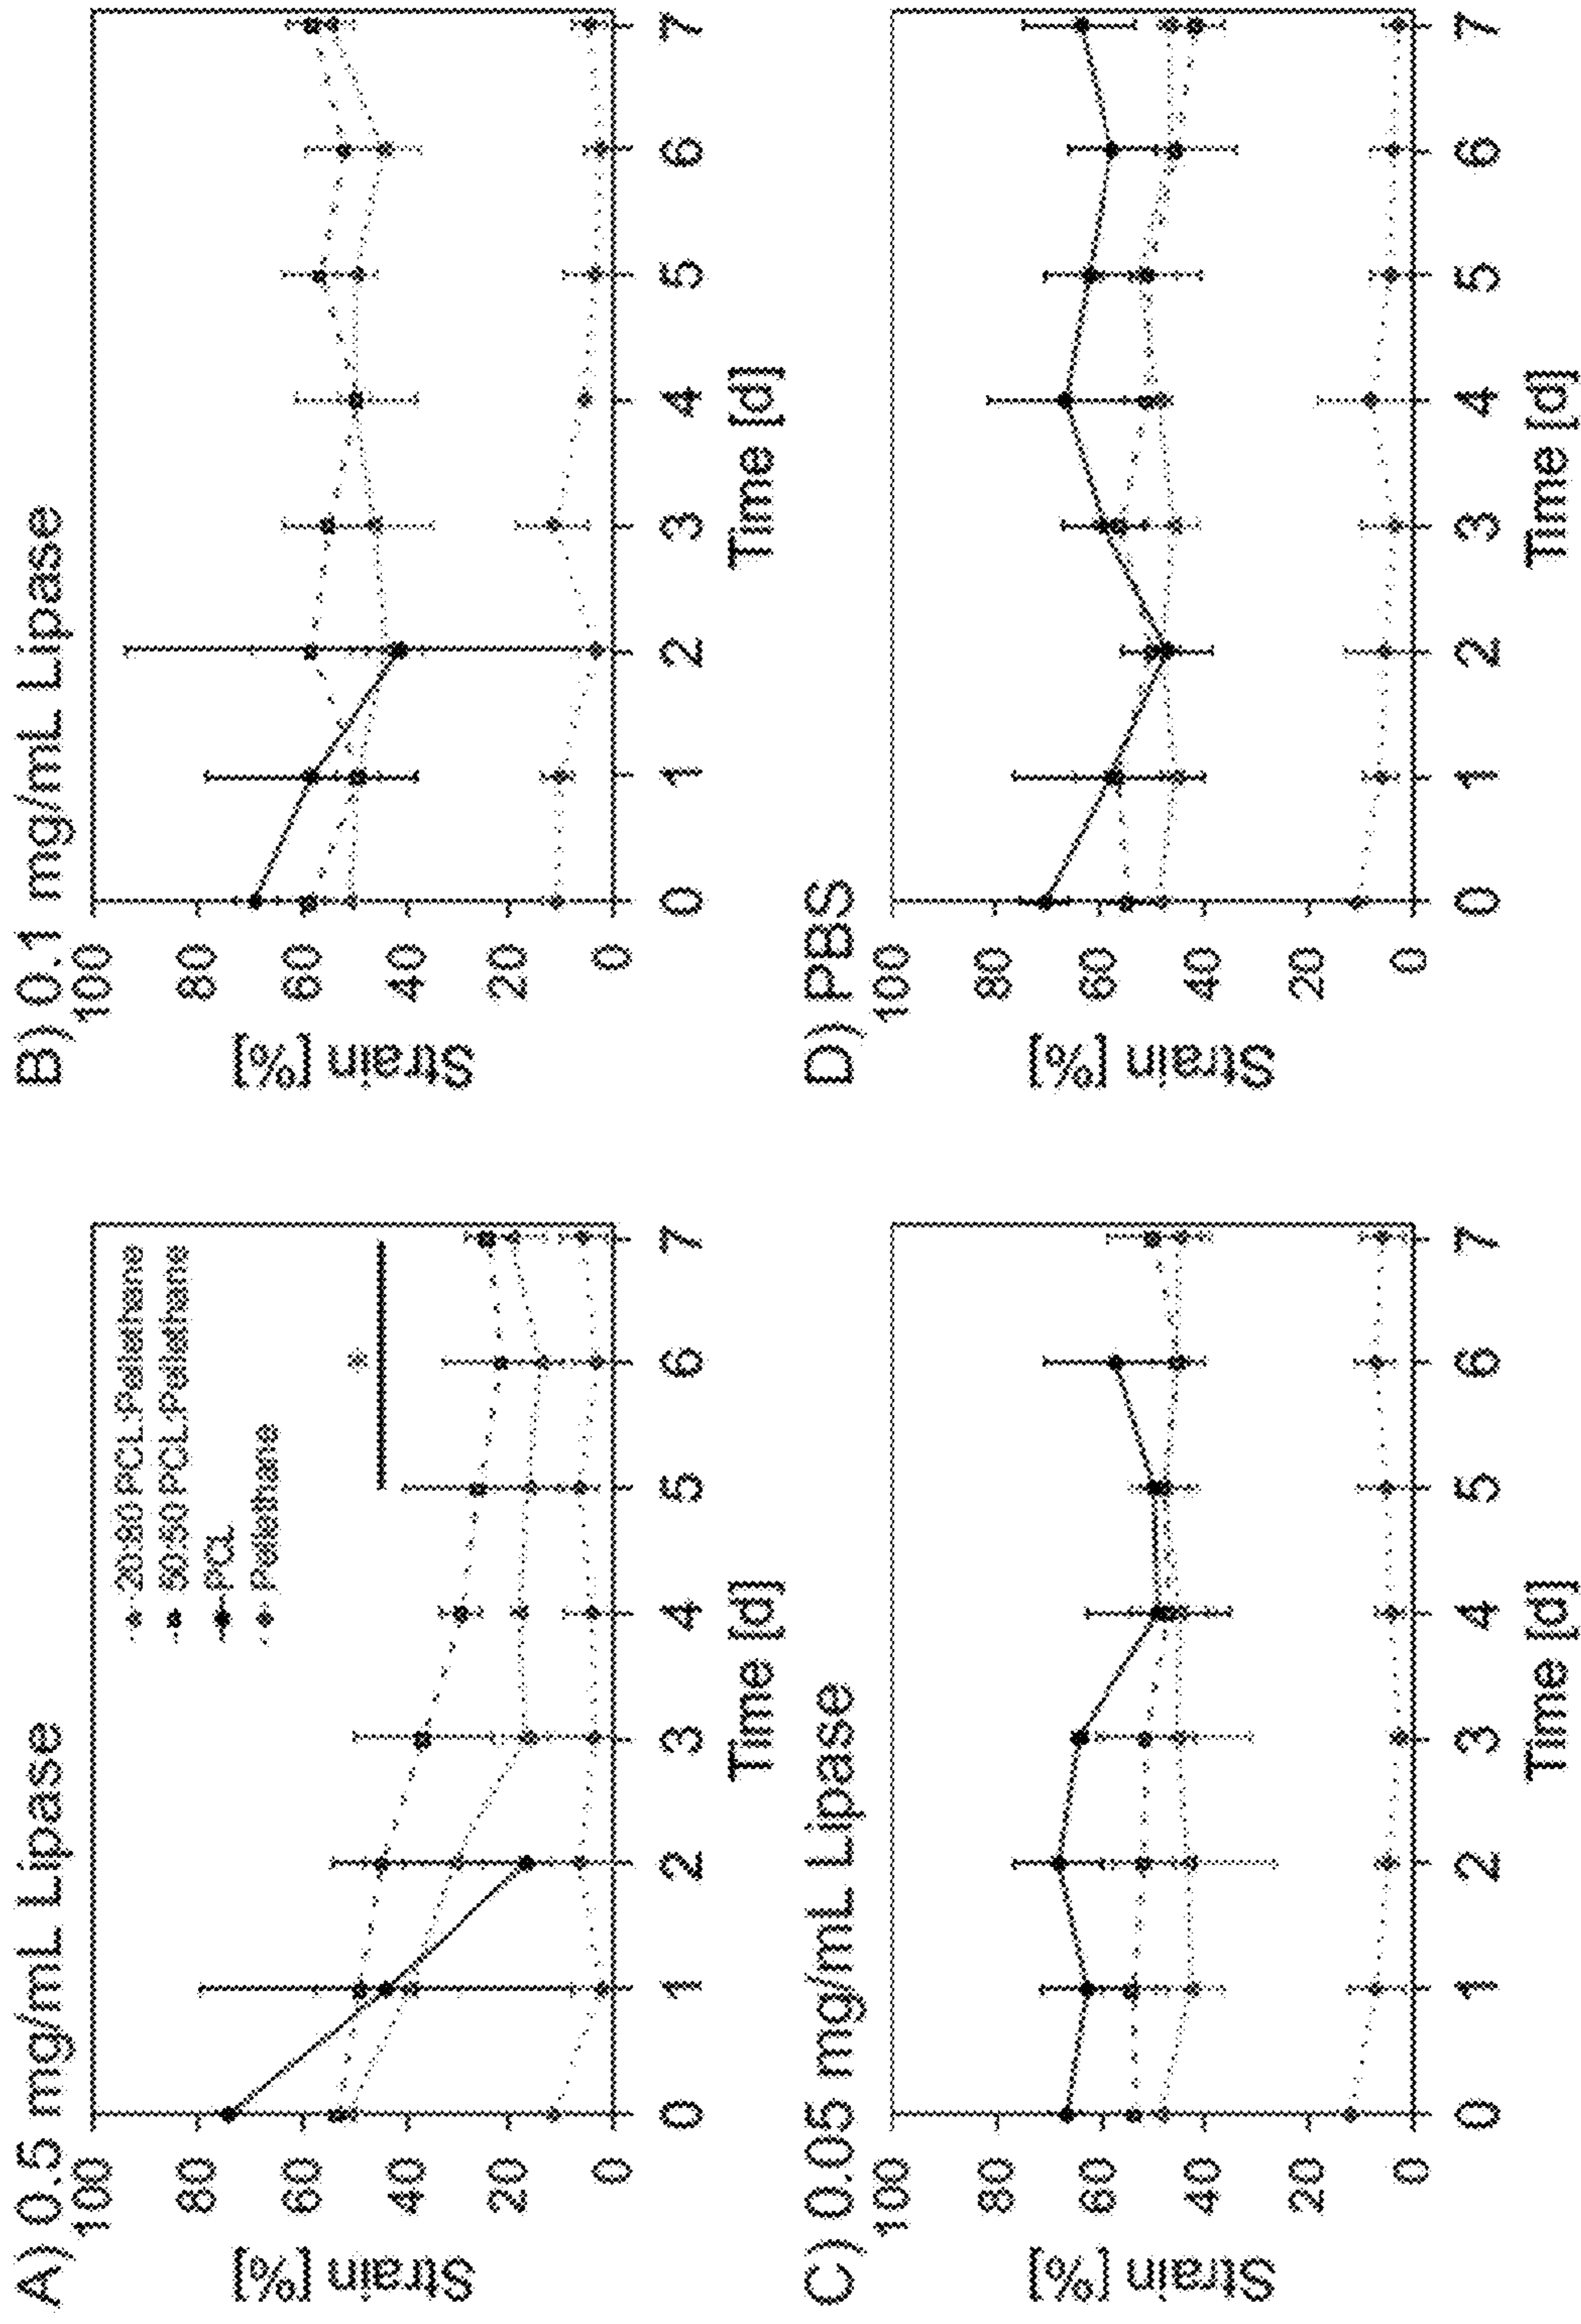 A) 0.5 mg/mL Lipase
Strain [%]
100
80
60
40
20
0
20:80 PCL:Pellethane
50:50 PCL:Pellethane
PCL
Pellethane
*
0 1 2 3 4 5 6 7
Time [d]
B) 0.1 mg/mL Lipase
Strain [%]
100
80
60
40
20
0
0 1 2 3 4 5 6 7
Time [d]
C) 0.05 mg/mL Lipase
Strain [%]
100
80
60
40
20
0
0 1 2 3 4 5 6 7
Time [d]
D) PBS
Strain [%]
100
80
60
40
20
0
0 1 2 3 4 5 6 7
Time [d]